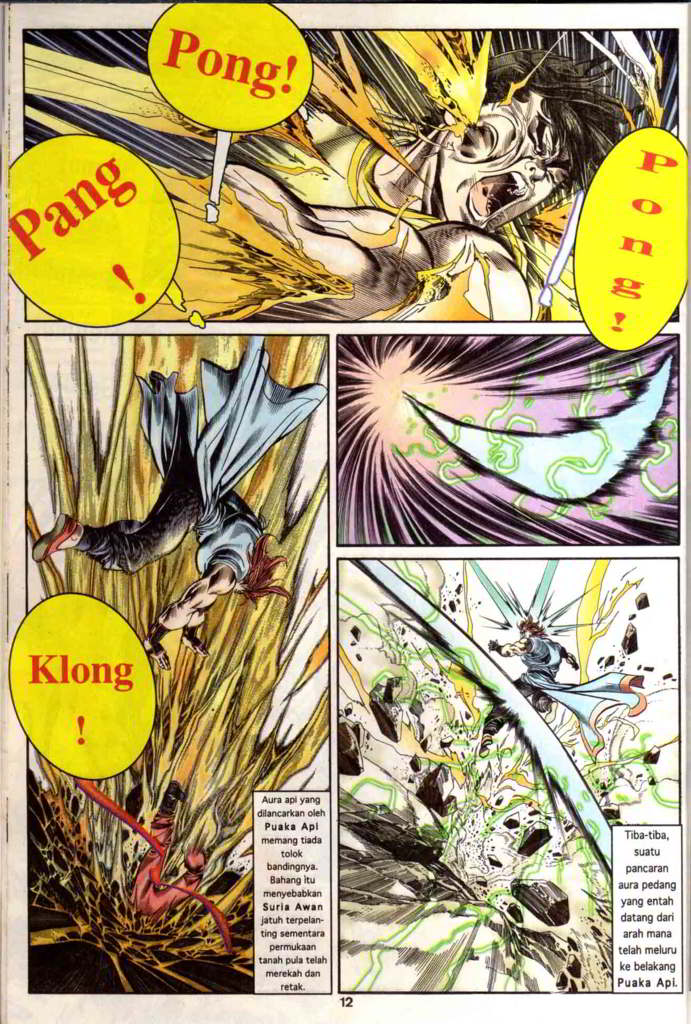 Pong!
Pang
!
Pong!
Klong
!
Aura api yang
dilancarkan oleh
Puaka Api
memang tiada
tolok
bandingnya.
Bahang itu
menyebabkan
Suria Awan
jatuh terpelan-
ting sementara
permukaan
tanah pula telah
merekah dan
retak.
Tiba-tiba,
suatu
pancaran
aura pedang
yang entah
datang dari
arah mana
telah meluru
ke belakang
Puaka Api.
12